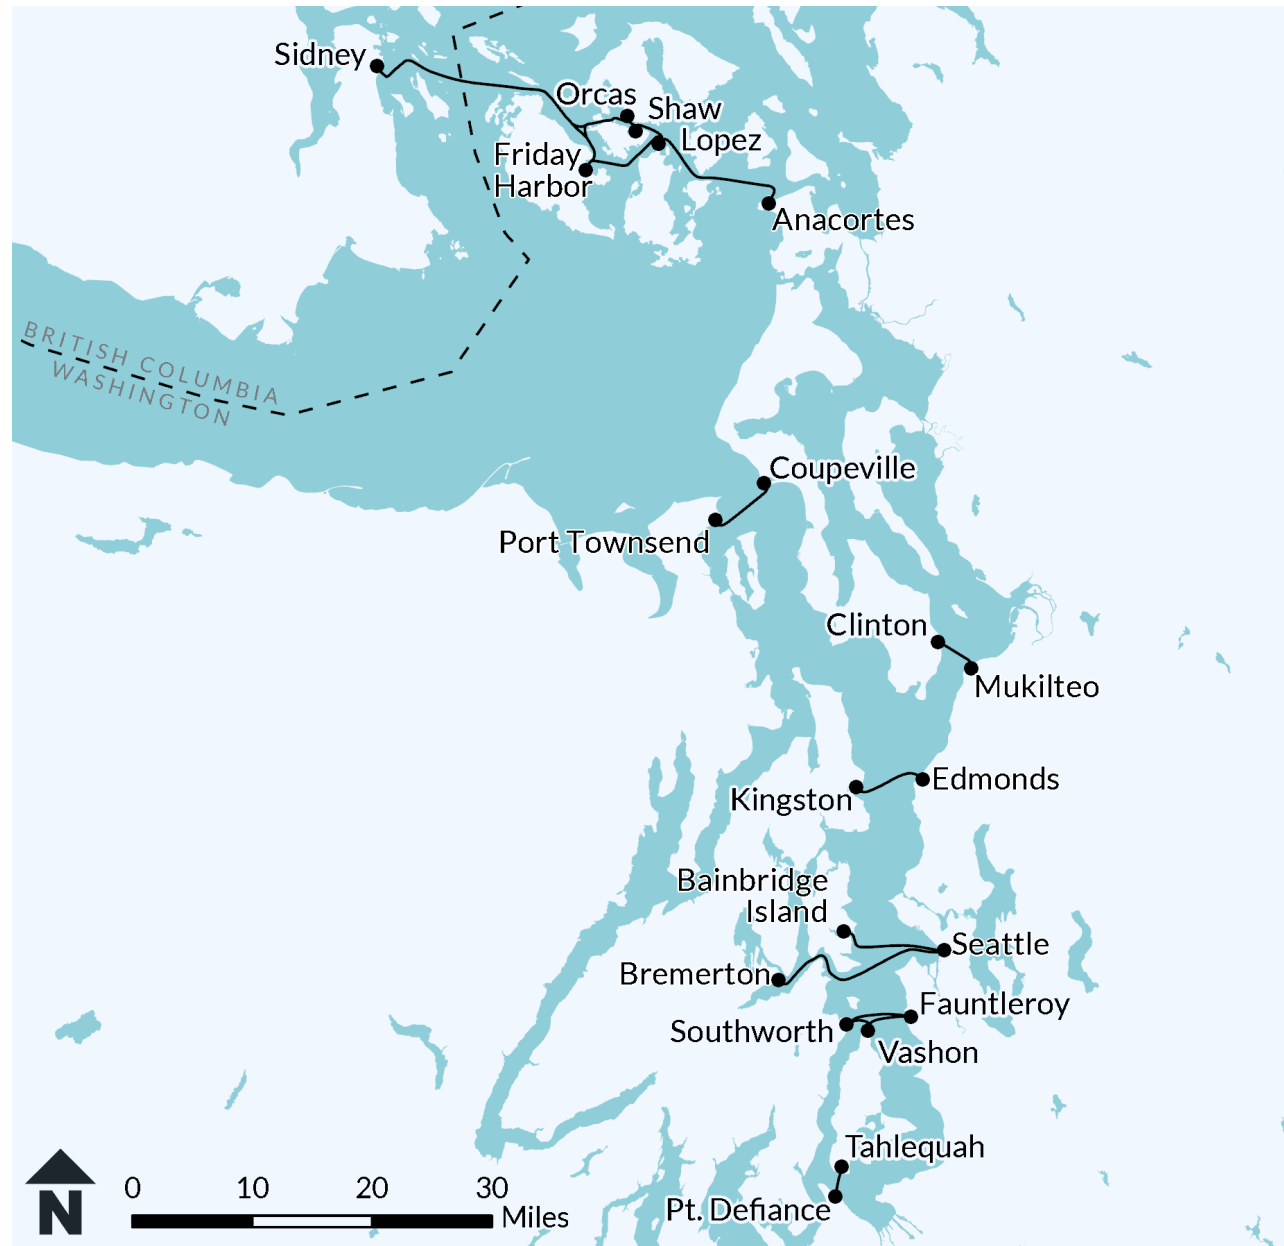 Sidney
Orcas
Shaw
Lopez
Friday
Harbor
Anacortes
BRITISH COLUMBIA
WASHINGTON
Coupeville
Port Townsend
Clinton
Mukilteo
Edmonds
Kingston
Bainbridge
Island
Seattle
Bremerton
Fauntleroy
Southworth
Vashon
Tahlequah
Pt. Defiance
N
0 10 20 30
Miles